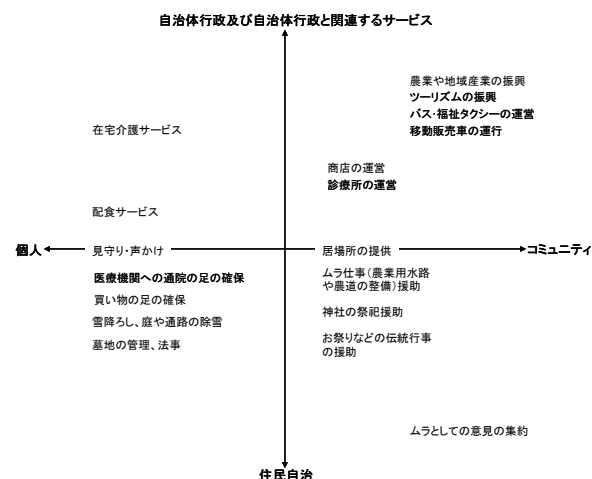 自治体行政及び自治体行政と関連するサービス
農業や地域産業の振興
ツーリズムの振興
バス・福祉タクシーの運営
移動販売車の運行
在宅介護サービス
商店の運営
診療所の運営
配食サービス
個人
見守り・声かけ
居場所の提供
コミュニティ
医療機関への通院の足の確保
買い物の足の確保
雪降ろし、庭や通路の除雪
墓地の管理、法事
ムラ仕事（農業用水路
や農道の整備）援助
神社の祭祀援助
お祭りなどの伝統行事
の援助
ムラとしての意見の集約
住民自治